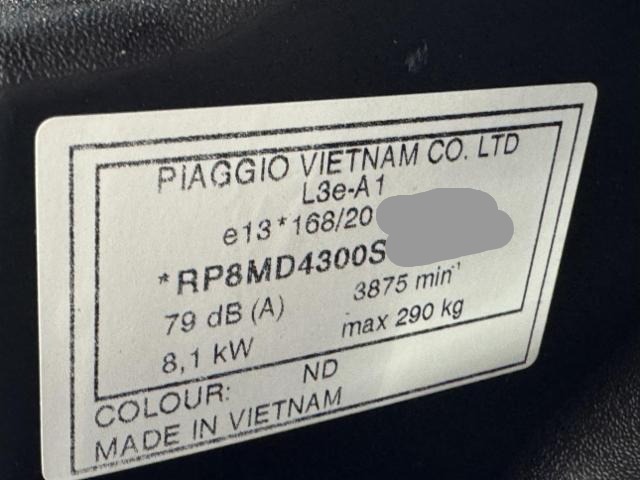 PIAGGIO VIETNAM CO. LTD
L3e-A1
e13*168/20
*RP8MD4300S
79 dB (A) 3875 min⁻¹
8,1 kW max 290 kg
COLOUR: ND
MADE IN VIETNAM